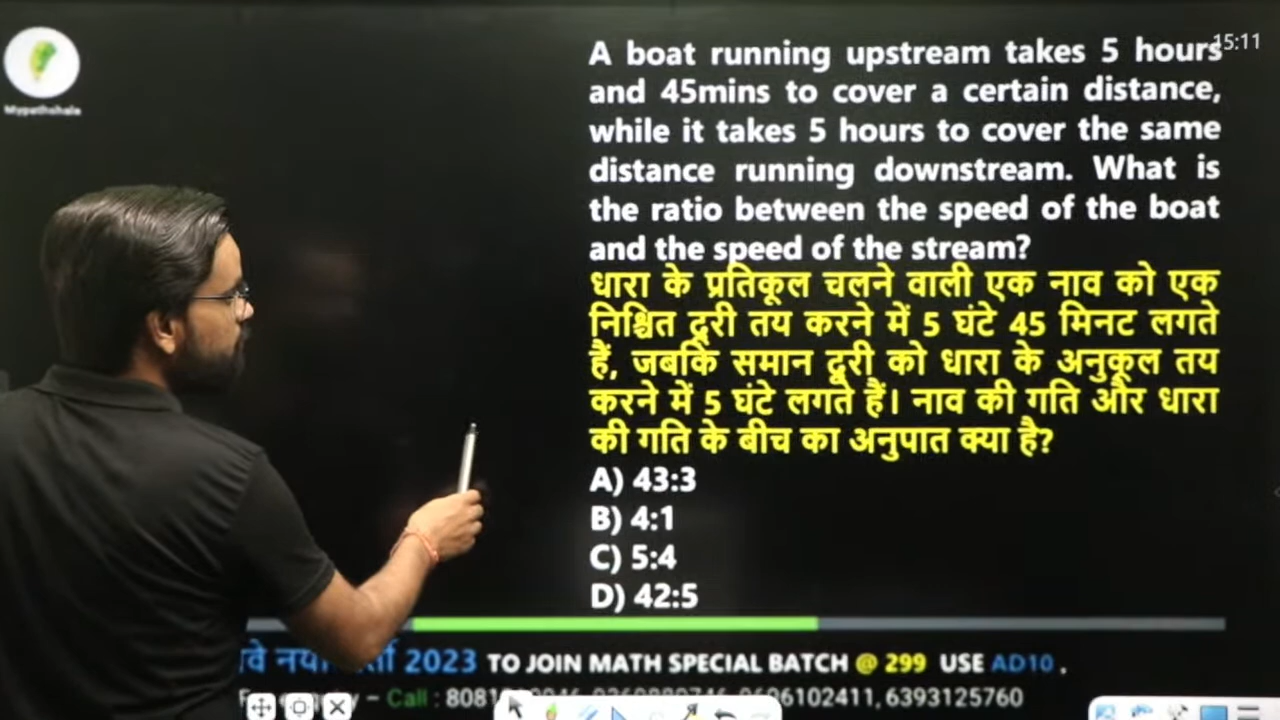 15:11
Mypathshala
A boat running upstream takes 5 hours
and 45mins to cover a certain distance,
while it takes 5 hours to cover the same
distance running downstream. What is
the ratio between the speed of the boat
and the speed of the stream?
धारा के प्रतिकूल चलने वाली एक नाव को एक
निश्चित दूरी तय करने में 5 घंटे 45 मिनट लगते
हैं, जबकि समान दूरी को धारा के अनुकूल तय
करने में 5 घंटे लगते हैं। नाव की गति और धारा
की गति के बीच का अनुपात क्या है?
A) 43:3
B) 4:1
C) 5:4
D) 42:5
2023 TO JOIN MATH SPECIAL BATCH @ 299 USE AD10 .
– Call : 6393125760